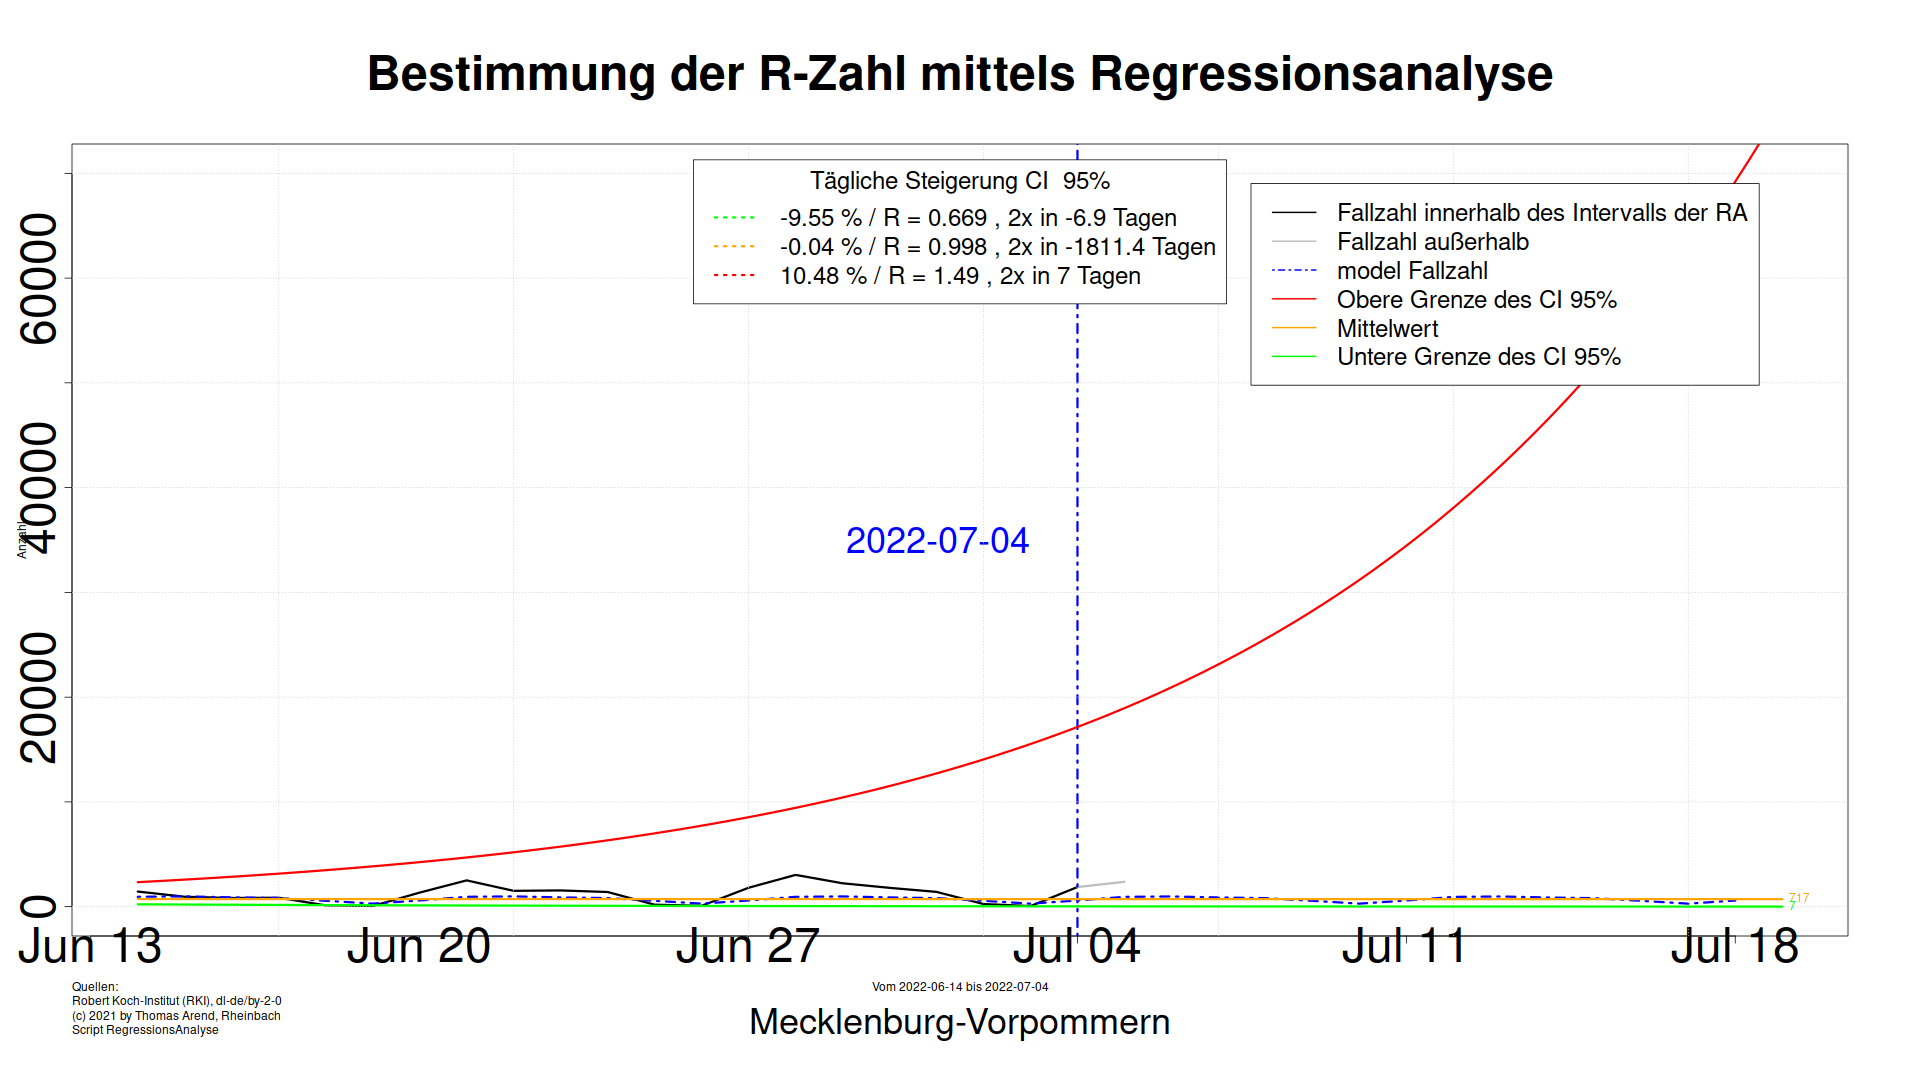 Bestimmung der R-Zahl mittels Regressionsanalyse
Tägliche Steigerung CI 95%
-9.55 % / R = 0.669 , 2x in -6.9 Tagen
-0.04 % / R = 0.998 , 2x in -1811.4 Tagen
10.48 % / R = 1.49 , 2x in 7 Tagen
Fallzahl innerhalb des Intervalls der RA
Fallzahl außerhalb
model Fallzahl
Obere Grenze des CI 95%
Mittelwert
Untere Grenze des CI 95%
60000
40000
20000
0
Anzahl
2022-07-04
717
7
Jun 13
Jun 20
Jun 27
Jul 04
Jul 11
Jul 18
Quellen:
Robert Koch-Institut (RKI), dl-de/by-2-0
(c) 2021 by Thomas Arend, Rheinbach
Script RegressionsAnalyse
Vom 2022-06-14 bis 2022-07-04
Mecklenburg-Vorpommern